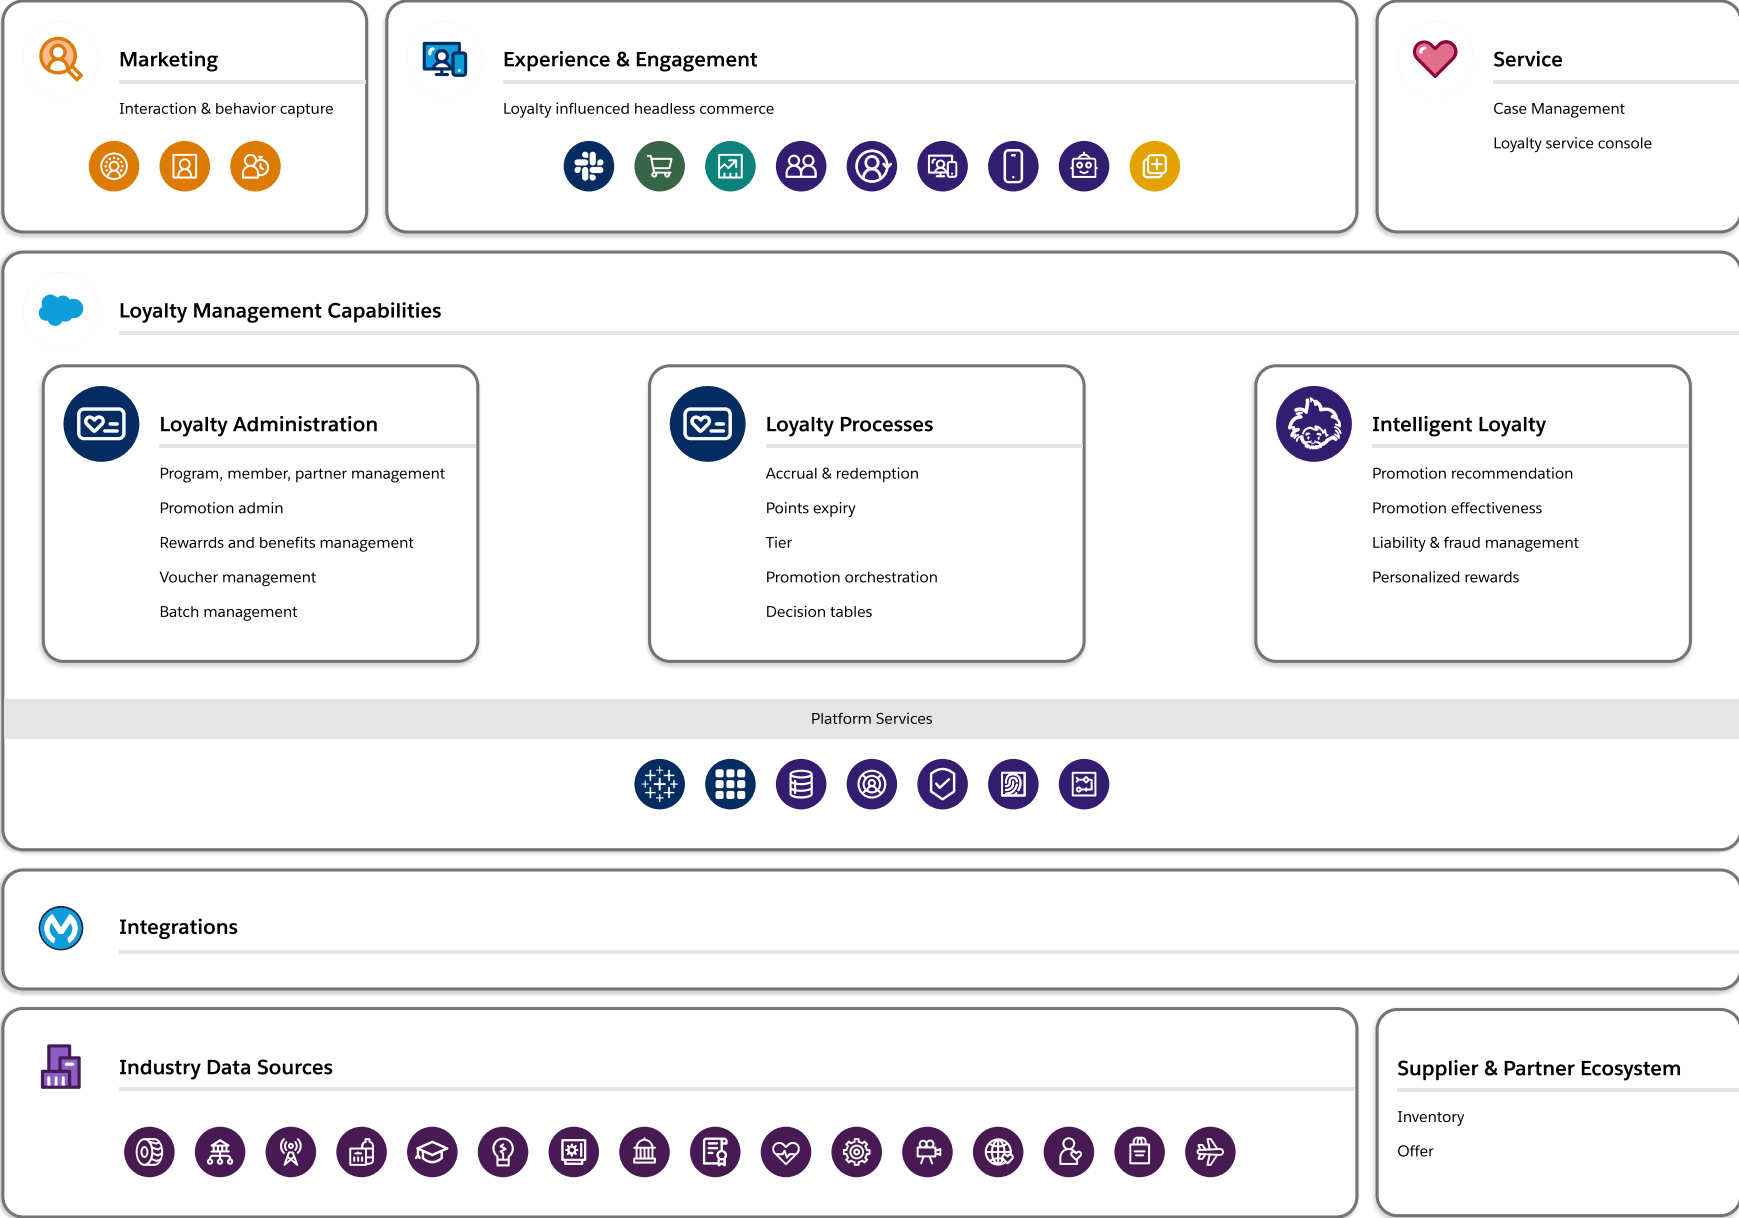 Marketing
Interaction & behavior capture
Experience & Engagement
Loyalty influenced headless commerce
Service
Case Management
Loyalty service console
Loyalty Management Capabilities
Loyalty Administration
Program, member, partner management
Promotion admin
Rewarrds and benefits management
Voucher management
Batch management
Loyalty Processes
Accrual & redemption
Points expiry
Tier
Promotion orchestration
Decision tables
Intelligent Loyalty
Promotion recommendation
Promotion effectiveness
Liability & fraud management
Personalized rewards
Platform Services
Integrations
Industry Data Sources
Supplier & Partner Ecosystem
Inventory
Offer